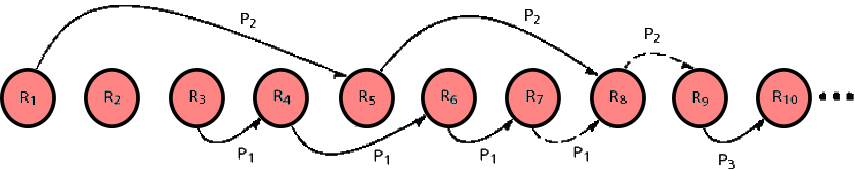 P2 P2 P2
R1 R2 R3 R4 R5 R6 R7 R8 R9 R10
P1 P1 P1 P1 P3